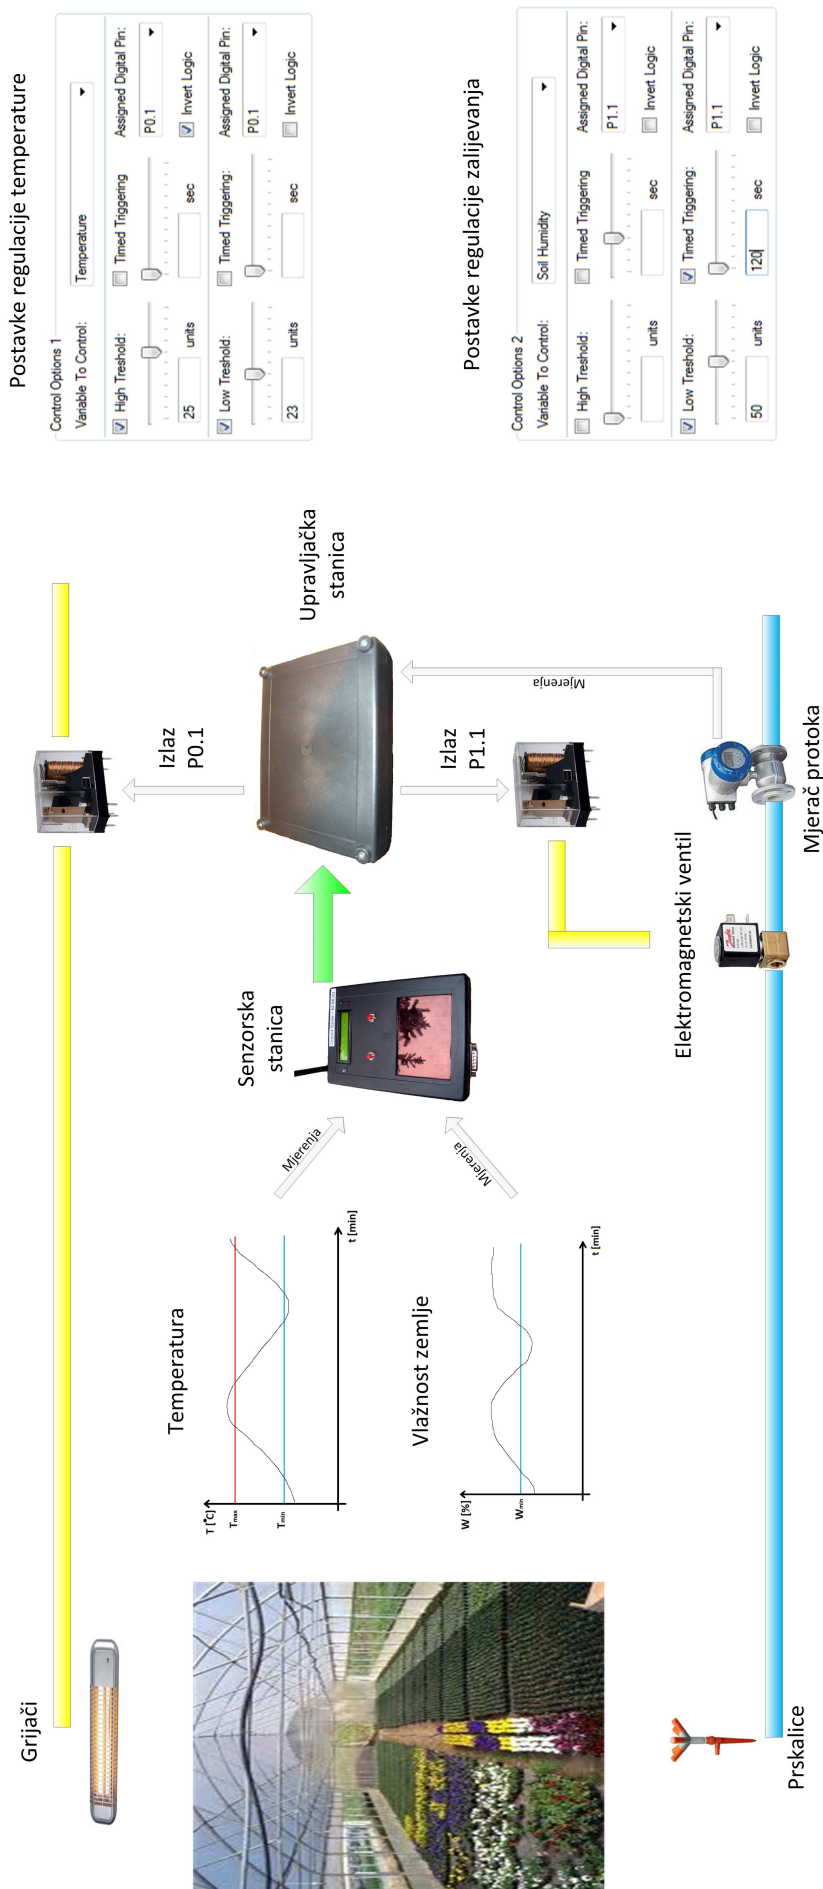 Grijači
Temperatura
T [°C]
Tmax
Tmin
t [min]
Vlažnost zemlje
W [%]
Wmin
t [min]
Prskalice
Mjerenja
Mjerenja
Senzorska
stanica
Izlaz
P0.1
Upravljačka
stanica
Izlaz
P1.1
Mjerenja
Elektromagnetski ventil
Danfoss
Mjerač protoka
Postavke regulacije temperature
Control Options 1
Variable To Control:
Temperature
High Treshold:
Timed Triggering
Assigned Digital Pin:
P0.1
25
units
sec
Invert Logic
Low Treshold:
Timed Triggering:
Assigned Digital Pin:
P0.1
23
units
sec
Invert Logic
Postavke regulacije zalijevanja
Control Options 2
Variable To Control:
Soil Humidity
High Treshold:
Timed Triggering
Assigned Digital Pin:
P1.1
units
sec
Invert Logic
Low Treshold:
Timed Triggering:
Assigned Digital Pin:
P1.1
50
units
120
sec
Invert Logic